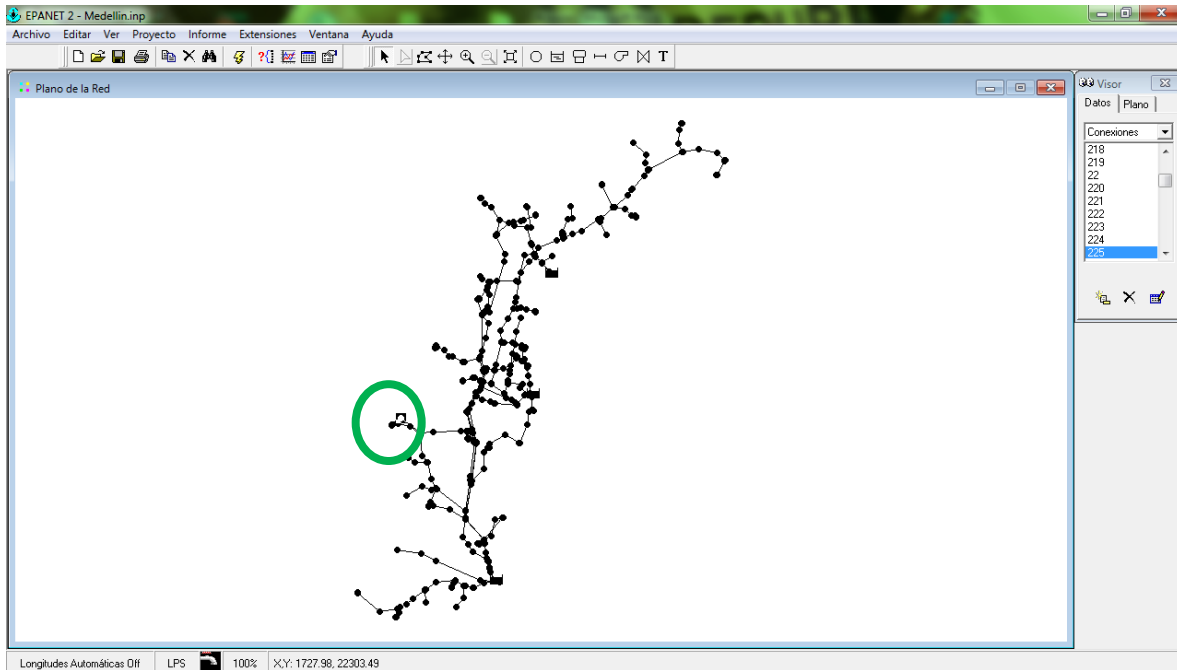 EPANET 2 - Medellin.inp
Archivo Editar Ver Proyecto Informe Extensiones Ventana Ayuda
T
Plano de la Red
Visor
Datos Plano
Conexiones
218
219
22
220
221
222
223
224
225
Longitudes Automáticas Off LPS 100% X,Y: 1727.98, 22303.49